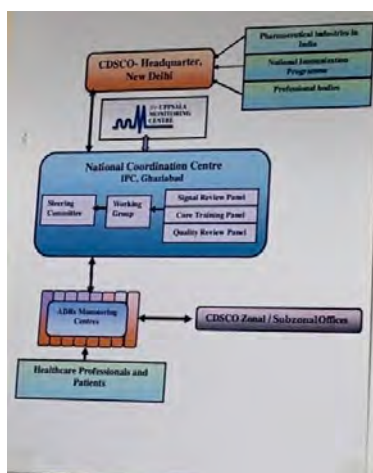 Pharmaceutical Industries in
India
National Immunization
Programme
Professional bodies
CDSCO- Headquarter,
New Delhi
UPPSALA
MONITORING
CENTRE
National Coordination Centre
IPC, Ghaziabad
Steering
Committee
Working
Group
Signal Review Panel
Core Training Panel
Quality Review Panel
ADRs Monitoring
Centres
CDSCO Zonal / Subzonal Offices
Healthcare Professionals and
Patients